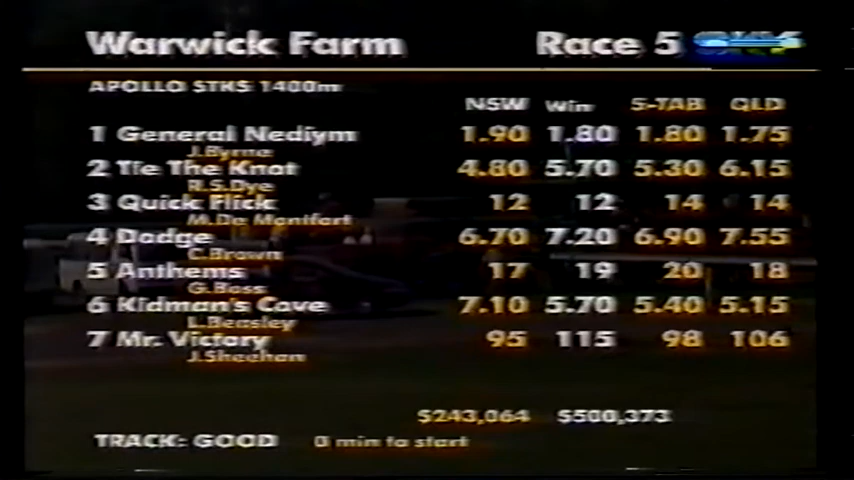 Warwick Farm Race 5
APOLLO STKS 1400m
NSW Win S-TAB QLD
1 General Nediym 1.90 1.80 1.80 1.75
J.Byrne
2 Tie The Knot 4.80 5.70 5.30 6.15
R.S.Dye
3 Quick Flick 12 12 14 14
M.De Montfort
4 Dodge 6.70 7.20 6.90 7.55
C.Brown
5 Anthems 17 19 20 18
G.Boss
6 Kidman's Cove 7.10 5.70 5.40 5.15
L.Beasley
7 Mr. Victory 95 115 98 106
J.Sheehan
$243,064 $500,373
TRACK: GOOD 0 min to start